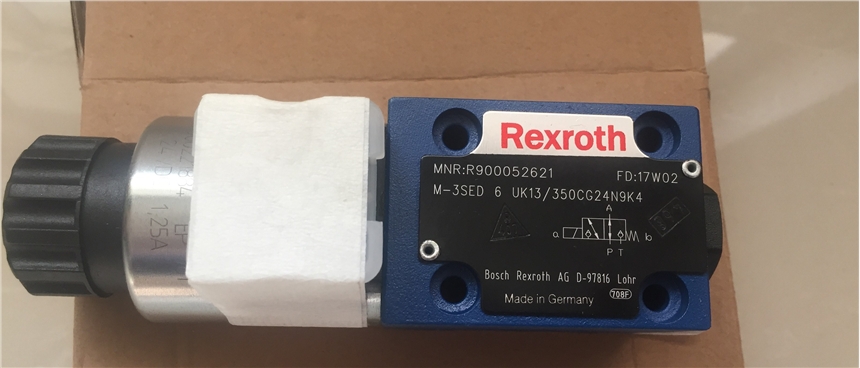 Rexroth
MNR:R900052621 FD:17W02
M-3SED 6 UK13/350CG24N9K4
A
a b
P T
Bosch Rexroth AG D-97816 Lohr
Made in Germany 708F
1,25A